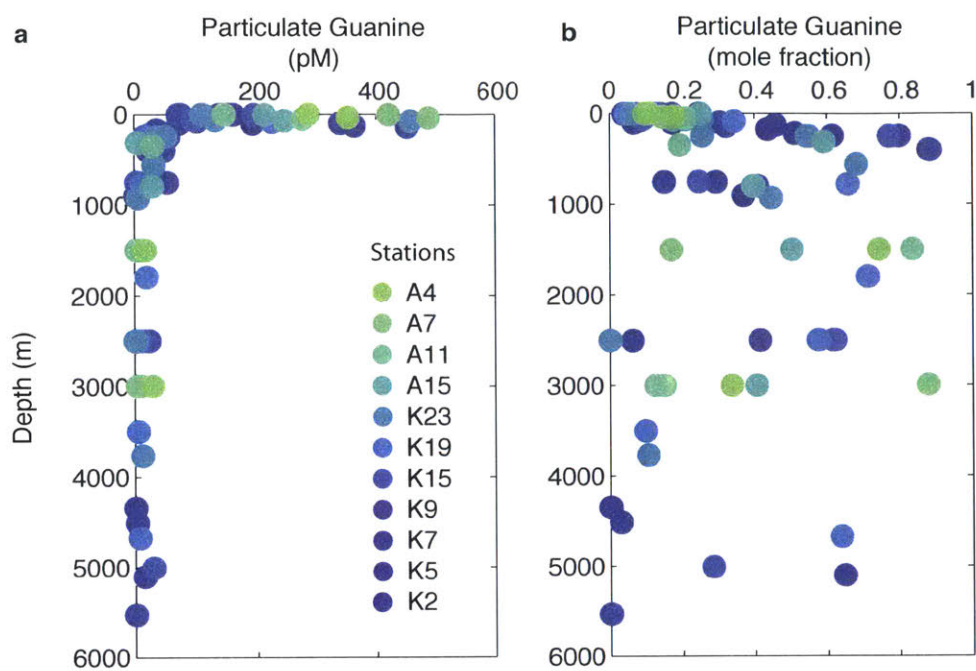 a
Particulate Guanine
(pM)
0 200 400 600
0
1000
2000
3000
4000
5000
6000
Depth (m)
Stations
A4
A7
A11
A15
K23
K19
K15
K9
K7
K5
K2
b
Particulate Guanine
(mole fraction)
0 0.2 0.4 0.6 0.8 1
0
1000
2000
3000
4000
5000
6000